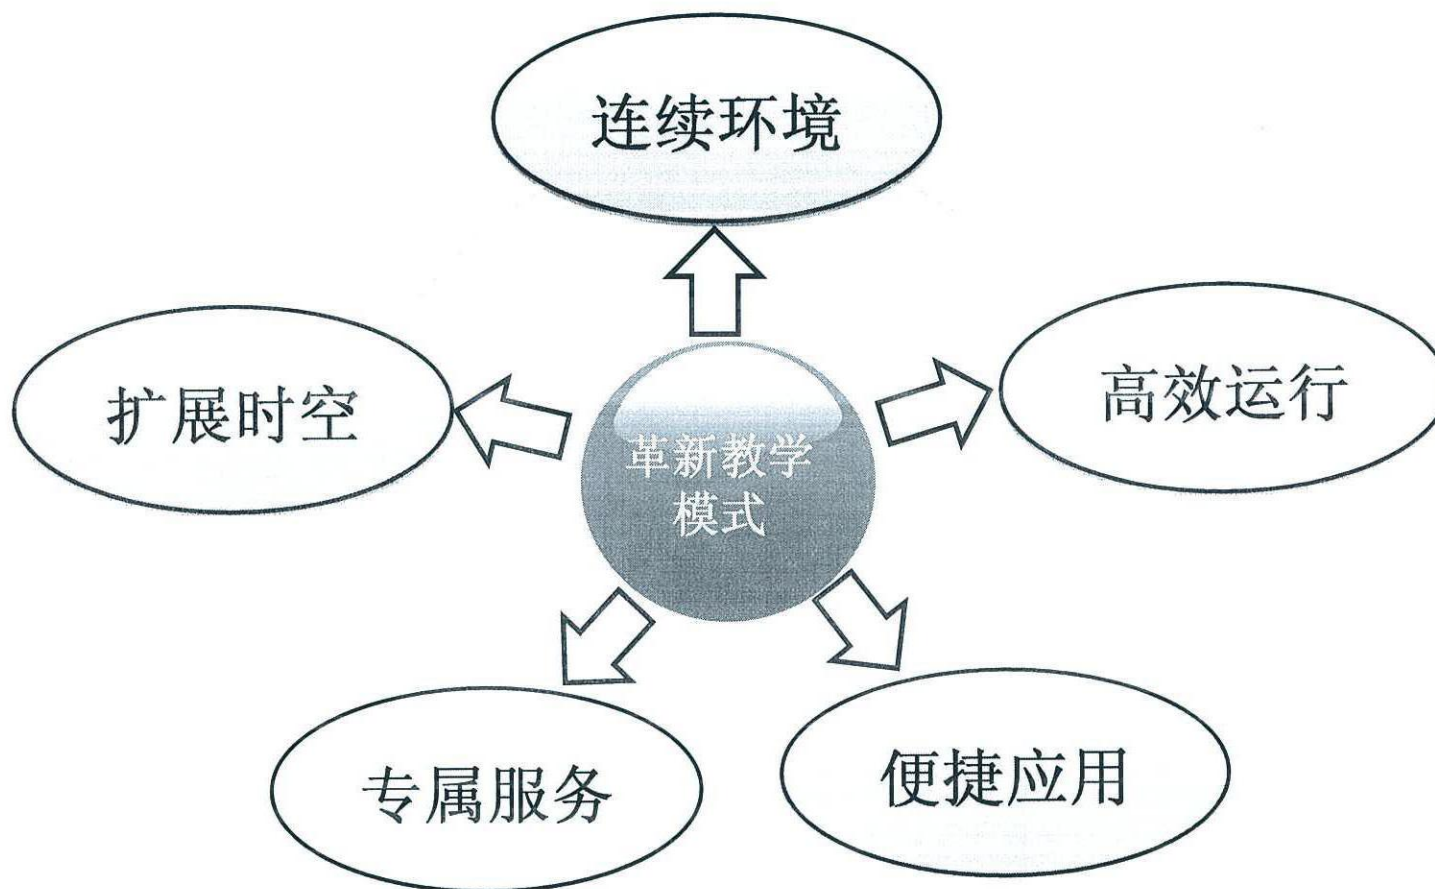 连续环境
扩展时空
高效运行
革新教学
模式
专属服务
便捷应用